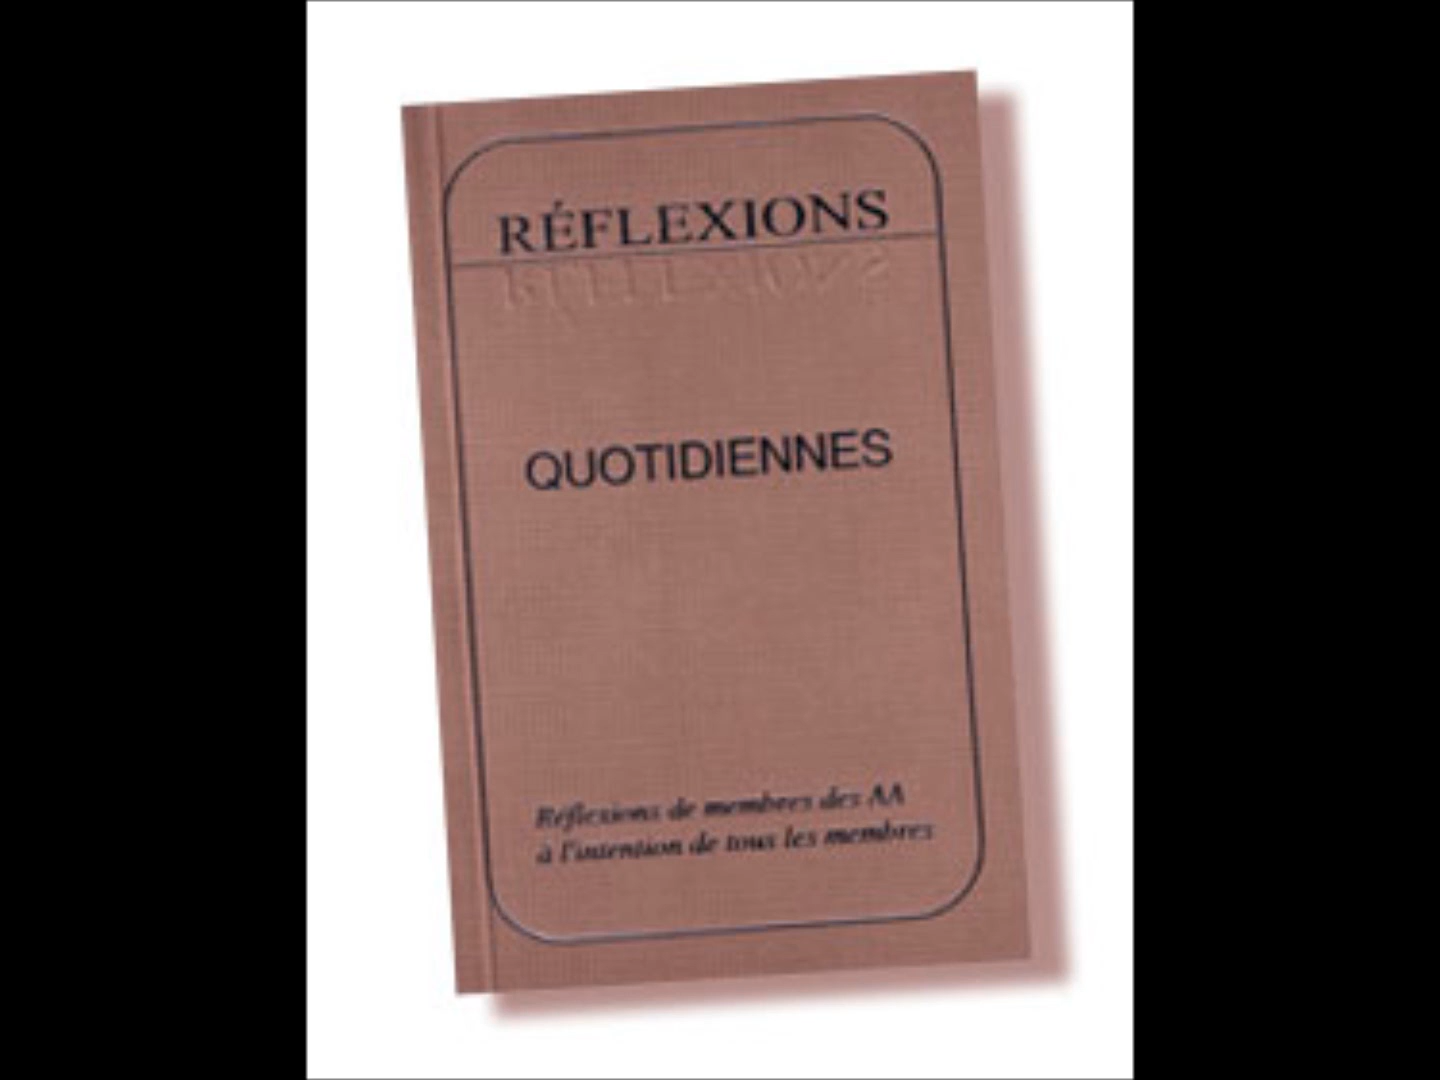 RÉFLEXIONS
QUOTIDIENNES
Réflexions de membres des AA
à l'intention de tous les membres